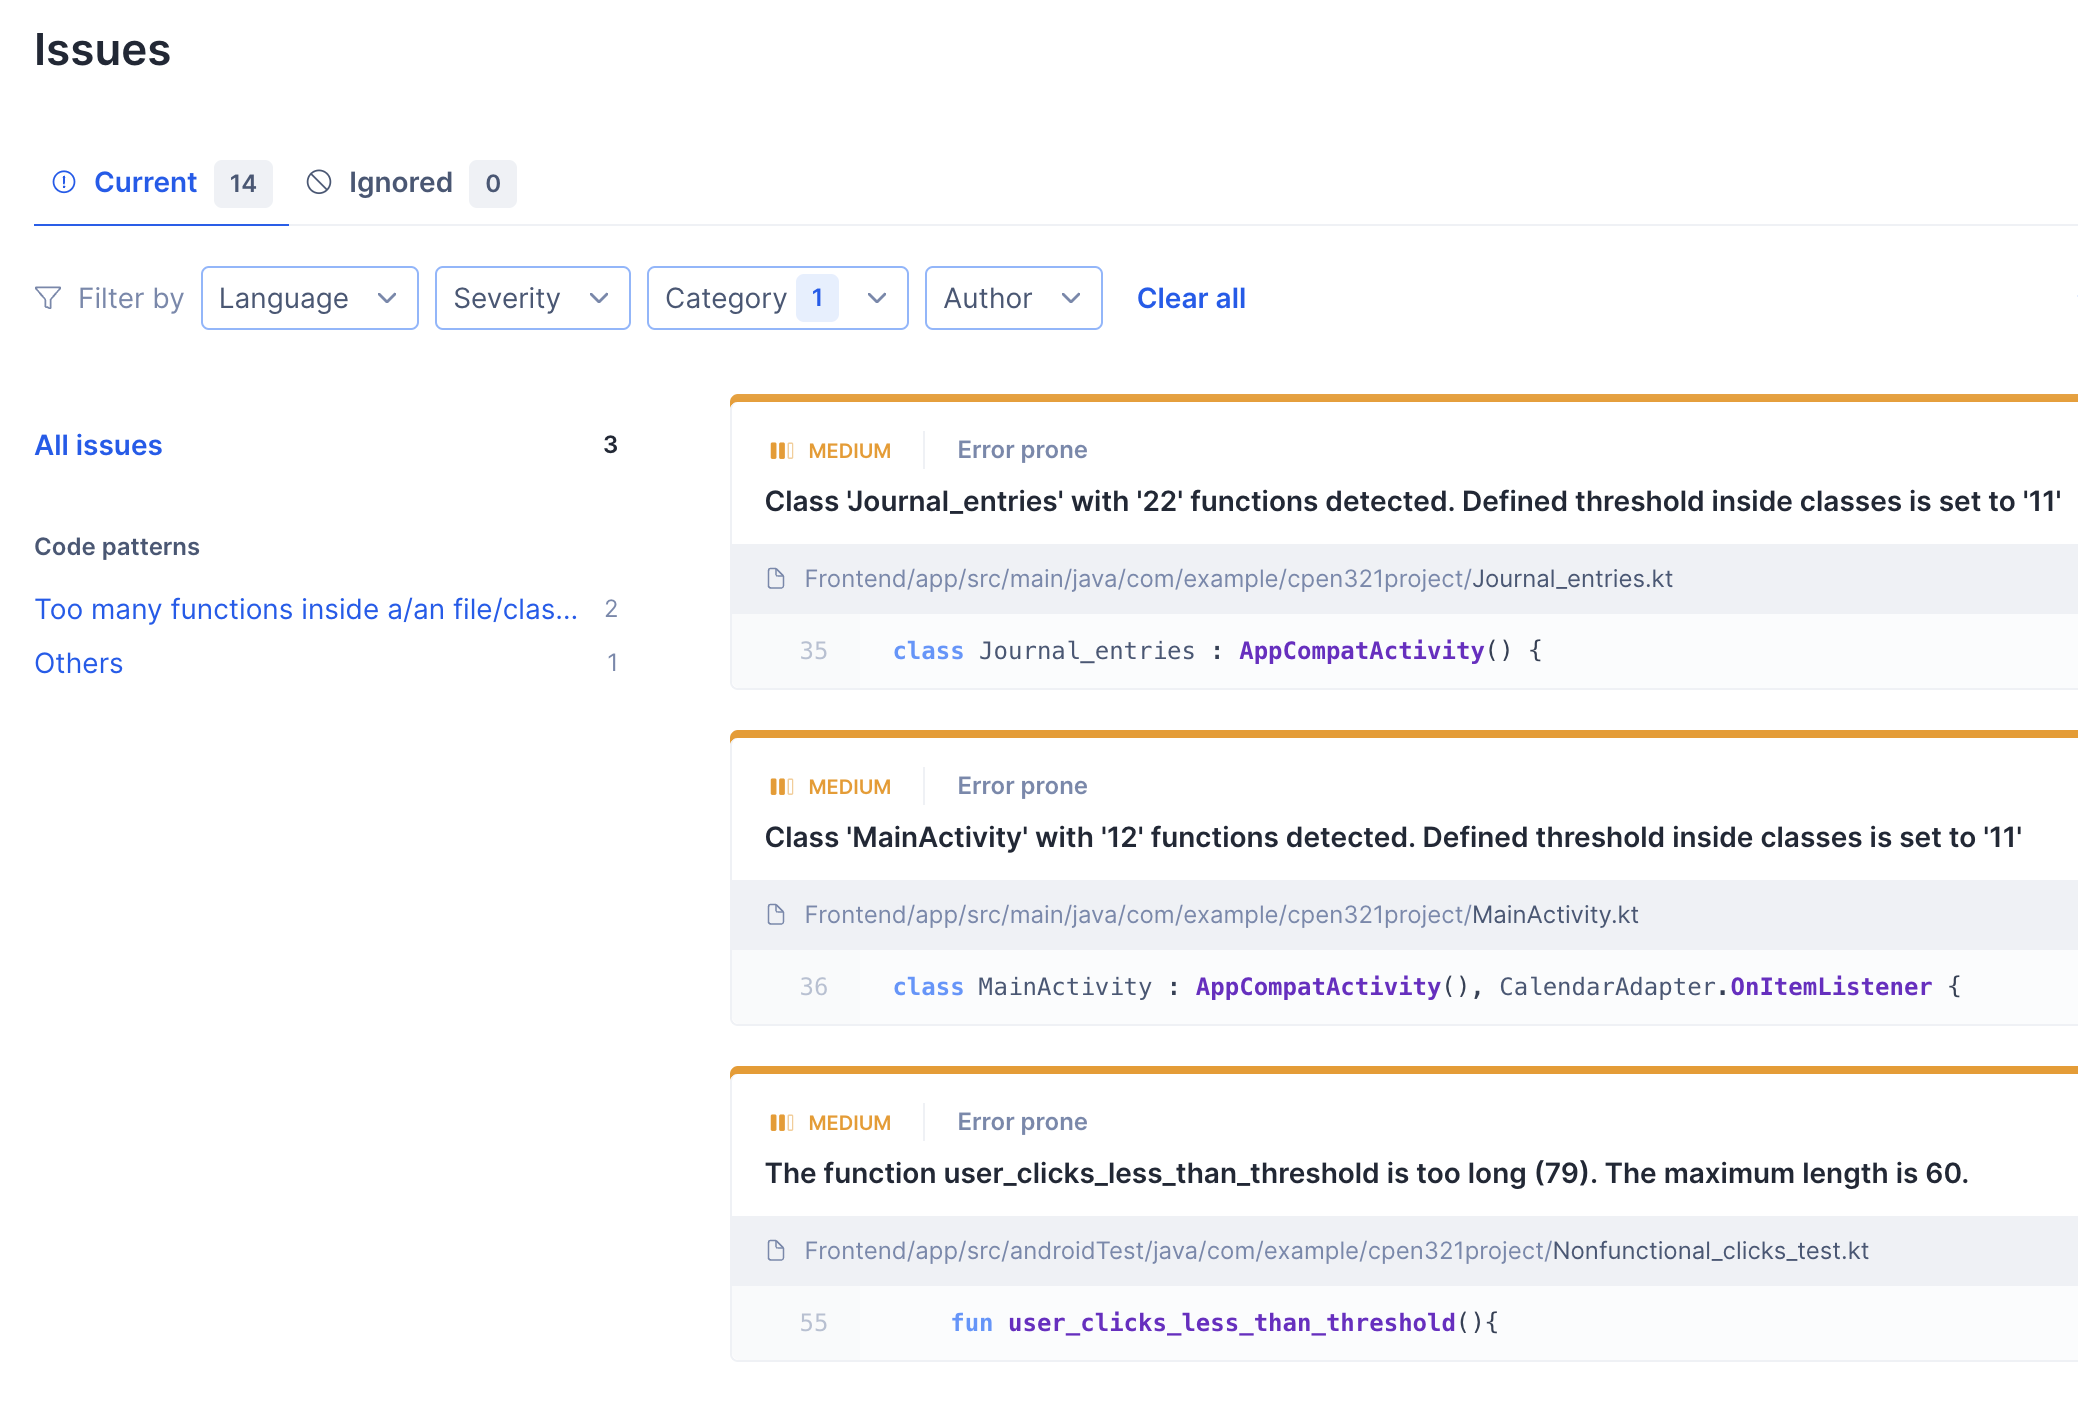 Issues
Current 14 Ignored 0
Filter by Language Severity Category 1 Author Clear all
All issues 3
Code patterns
Too many functions inside a/an file/clas... 2
Others 1
MEDIUM Error prone
Class 'Journal_entries' with '22' functions detected. Defined threshold inside classes is set to '11'
Frontend/app/src/main/java/com/example/cpen321project/Journal_entries.kt
35 class Journal_entries : AppCompatActivity() {
MEDIUM Error prone
Class 'MainActivity' with '12' functions detected. Defined threshold inside classes is set to '11'
Frontend/app/src/main/java/com/example/cpen321project/MainActivity.kt
36 class MainActivity : AppCompatActivity(), CalendarAdapter.OnItemListener {
MEDIUM Error prone
The function user_clicks_less_than_threshold is too long (79). The maximum length is 60.
Frontend/app/src/androidTest/java/com/example/cpen321project/Nonfunctional_clicks_test.kt
55 fun user_clicks_less_than_threshold(){